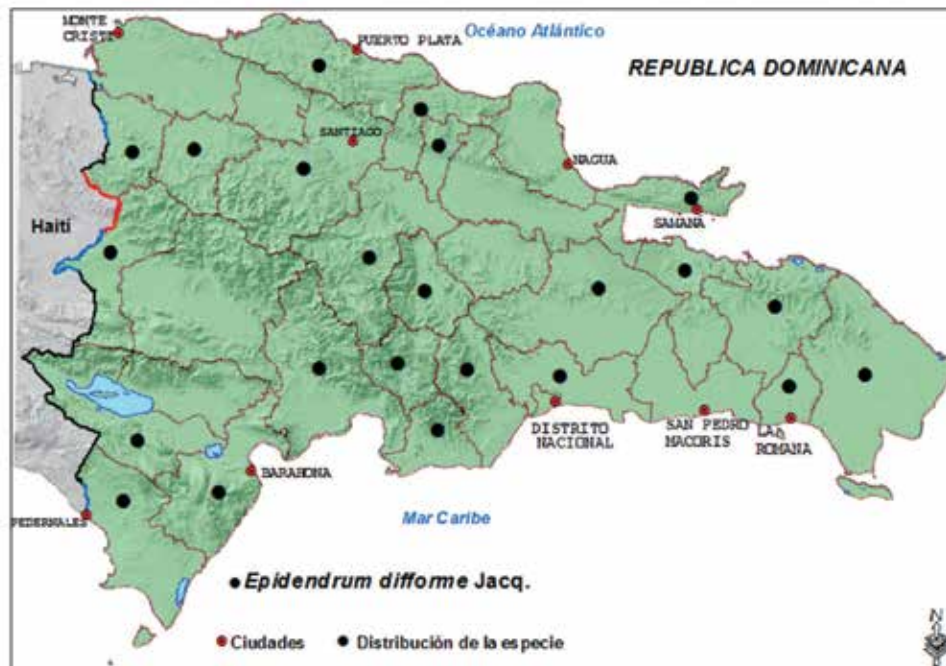 MONTE
CRISTI
PUERTO PLATA
Océano Atlántico
REPUBLICA DOMINICANA
SANTIAGO
NAGUA
SAMANA
Haití
DISTRITO
NACIONAL
SAN PEDRO
MACORIS
LA
ROMANA
BARAHONA
PEDERNALES
Mar Caribe
Epidendrum difforme Jacq.
Ciudades
Distribución de la especie
N